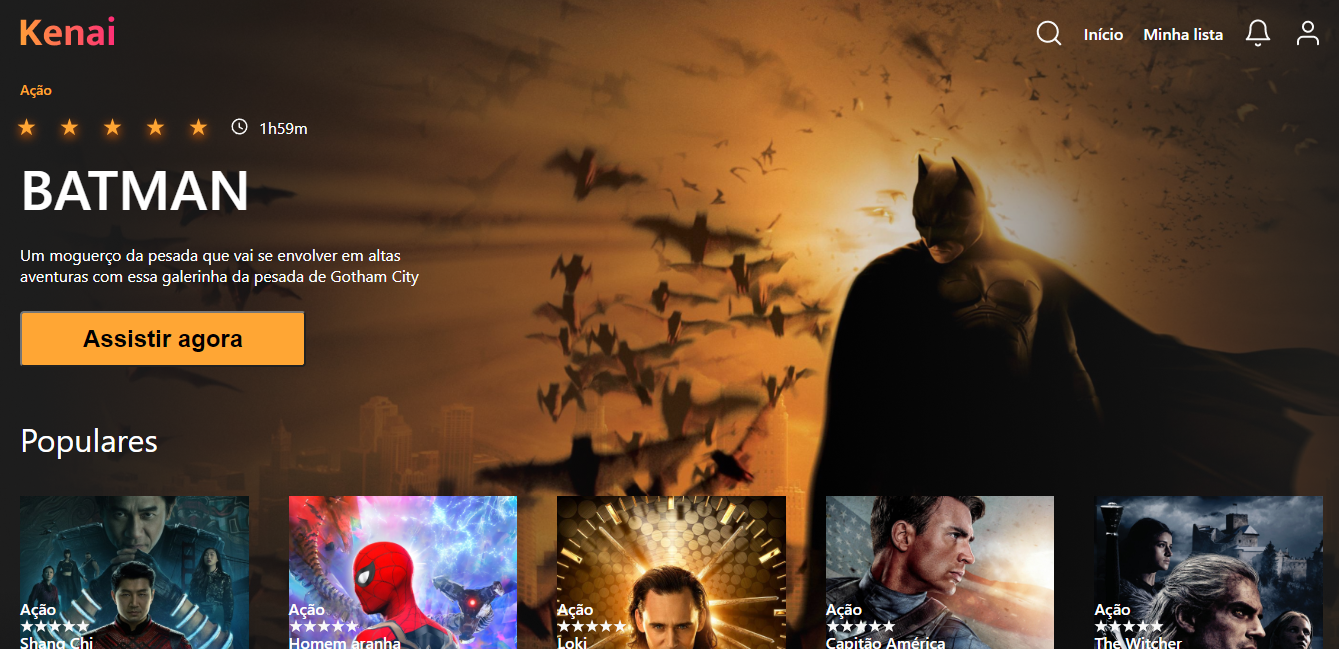 Kenai
Início Minha lista
Ação
★ ★ ★ ★ ★ 1h59m
BATMAN
Um moguerço da pesada que vai se envolver em altas
aventuras com essa galerinha da pesada de Gotham City
Assistir agora
Populares
Ação
★★★★★
Shang Chi
Ação
★★★★★
Homem aranha
Ação
★★★★★
Loki
Ação
★★★★★
Capitão América
Ação
★★★★★
The Witcher